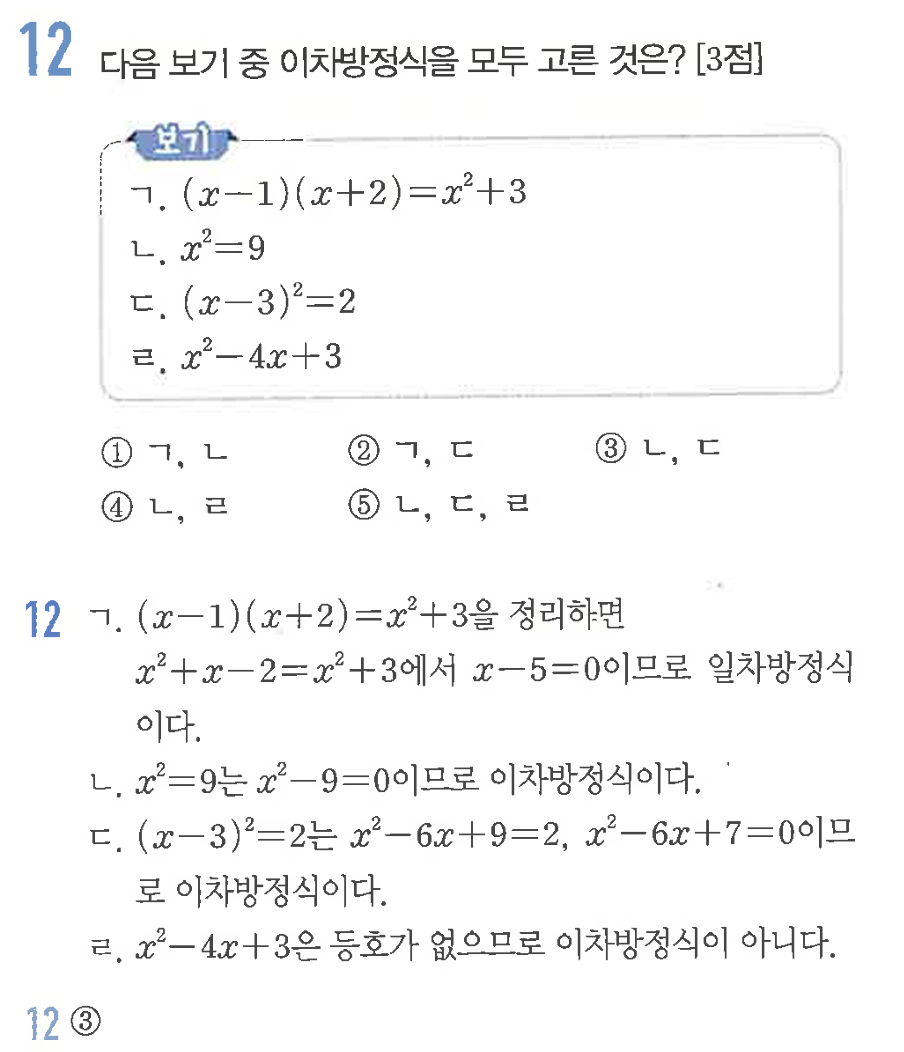 12 다음 보기 중 이차방정식을 모두 고른 것은? [3점]
보기
ㄱ. (x-1)(x+2)=x²+3
ㄴ. x²=9
ㄷ. (x-3)²=2
ㄹ. x²-4x+3
① ㄱ, ㄴ ② ㄱ, ㄷ ③ ㄴ, ㄷ
④ ㄴ, ㄹ ⑤ ㄴ, ㄷ, ㄹ
12 ㄱ. (x-1)(x+2)=x²+3을 정리하면
x²+x-2=x²+3에서 x-5=0이므로 일차방정식
이다.
ㄴ. x²=9는 x²-9=0이므로 이차방정식이다.
ㄷ. (x-3)²=2는 x²-6x+9=2, x²-6x+7=0이므
로 이차방정식이다.
ㄹ. x²-4x+3은 등호가 없으므로 이차방정식이 아니다.
12 ③